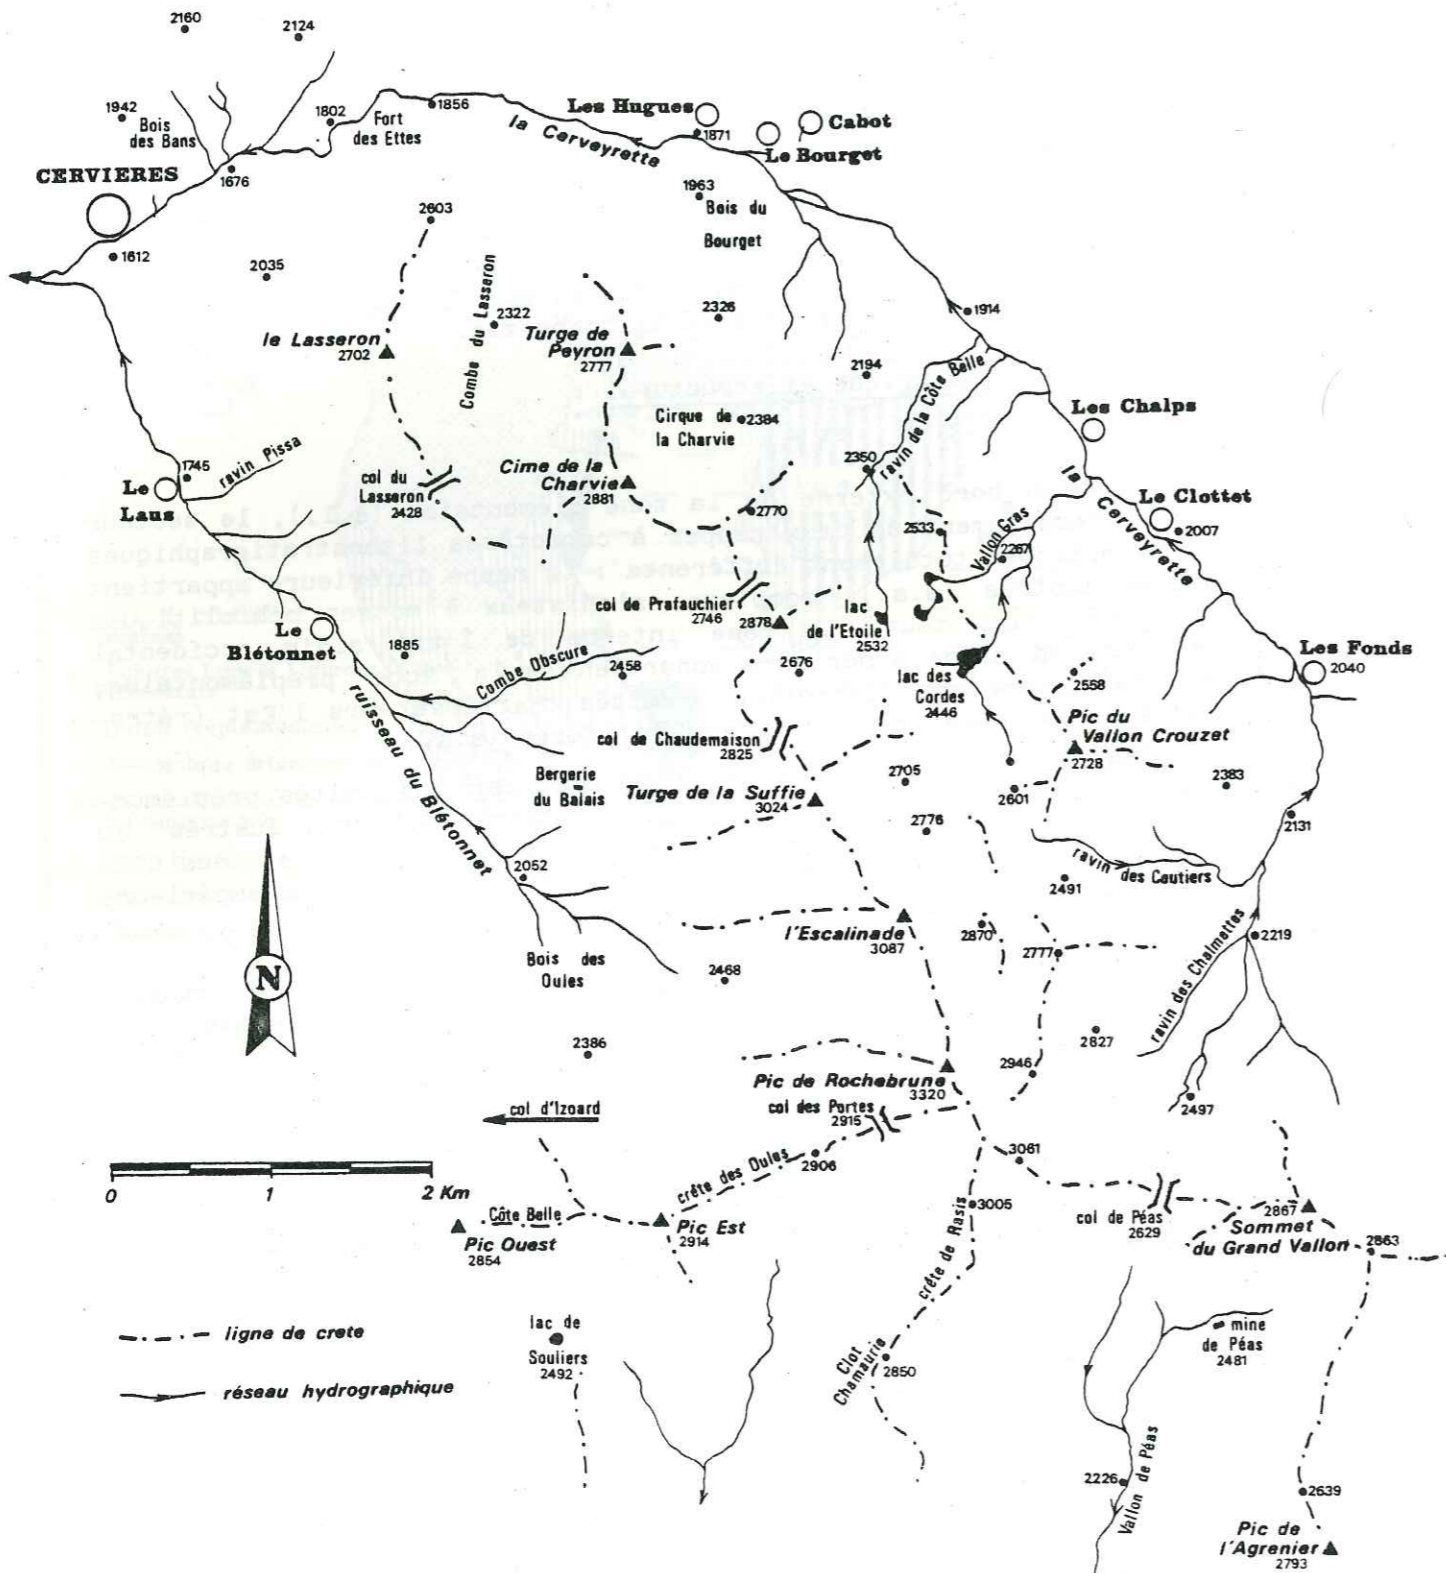 2160
2124
1942
Bois
des Bans
1802
Fort
des Ettes
1856
la Cerveyrette
Les Hugues
1871
Cabot
Le Bourget
CERVIERES
1676
1612
2035
2603
1963
Bois du
Bourget
Combe du Lasseron
2322
le Lasseron
2702
Turge de
Peyron
2777
2326
1914
2194
ravin de la Côte Belle
Cirque de
la Charvie
2384
Les Chalps
1745
ravin Pissa
Le
Laus
col du
Lasseron
2428
Cime de la
Charvie
2881
2770
2350
2533
Vallon Gras
2267
la Cerveyrette
Le Clottet
2007
col de Prafauchier
2746
2878
lac
de l'Etoile
2532
Le
Blétonnet
1885
Combe Obscure
2458
2676
lac des
Cordes
2446
2558
Les Fonds
2040
Pic du
Vallon Crouzet
2728
col de Chaudemaison
2825
ruisseau du Blétonnet
Bergerie
du Balais
Turge de la Suffie
3024
2705
2601
2383
2776
2131
2052
ravin des Cautiers
2491
l'Escalinade
3087
2870
2777
2219
ravin des Chalmettes
Bois des
Oules
2468
N
2386
2827
Pic de Rochebrune
3320
2946
2497
col d'Izoard
col des Portes
2915
0
1
2 Km
crête des Oules
2906
3061
3005
crête de Rasis
col de Péas
2629
2867
Sommet
du Grand Vallon
2863
Côte Belle
Pic Ouest
2854
Pic Est
2914
ligne de crete
réseau hydrographique
lac de
Souliers
2492
Clot
Chamaurie
2850
mine
de Péas
2481
2226
Vallon de Péas
2639
Pic de
l'Agrenier
2793